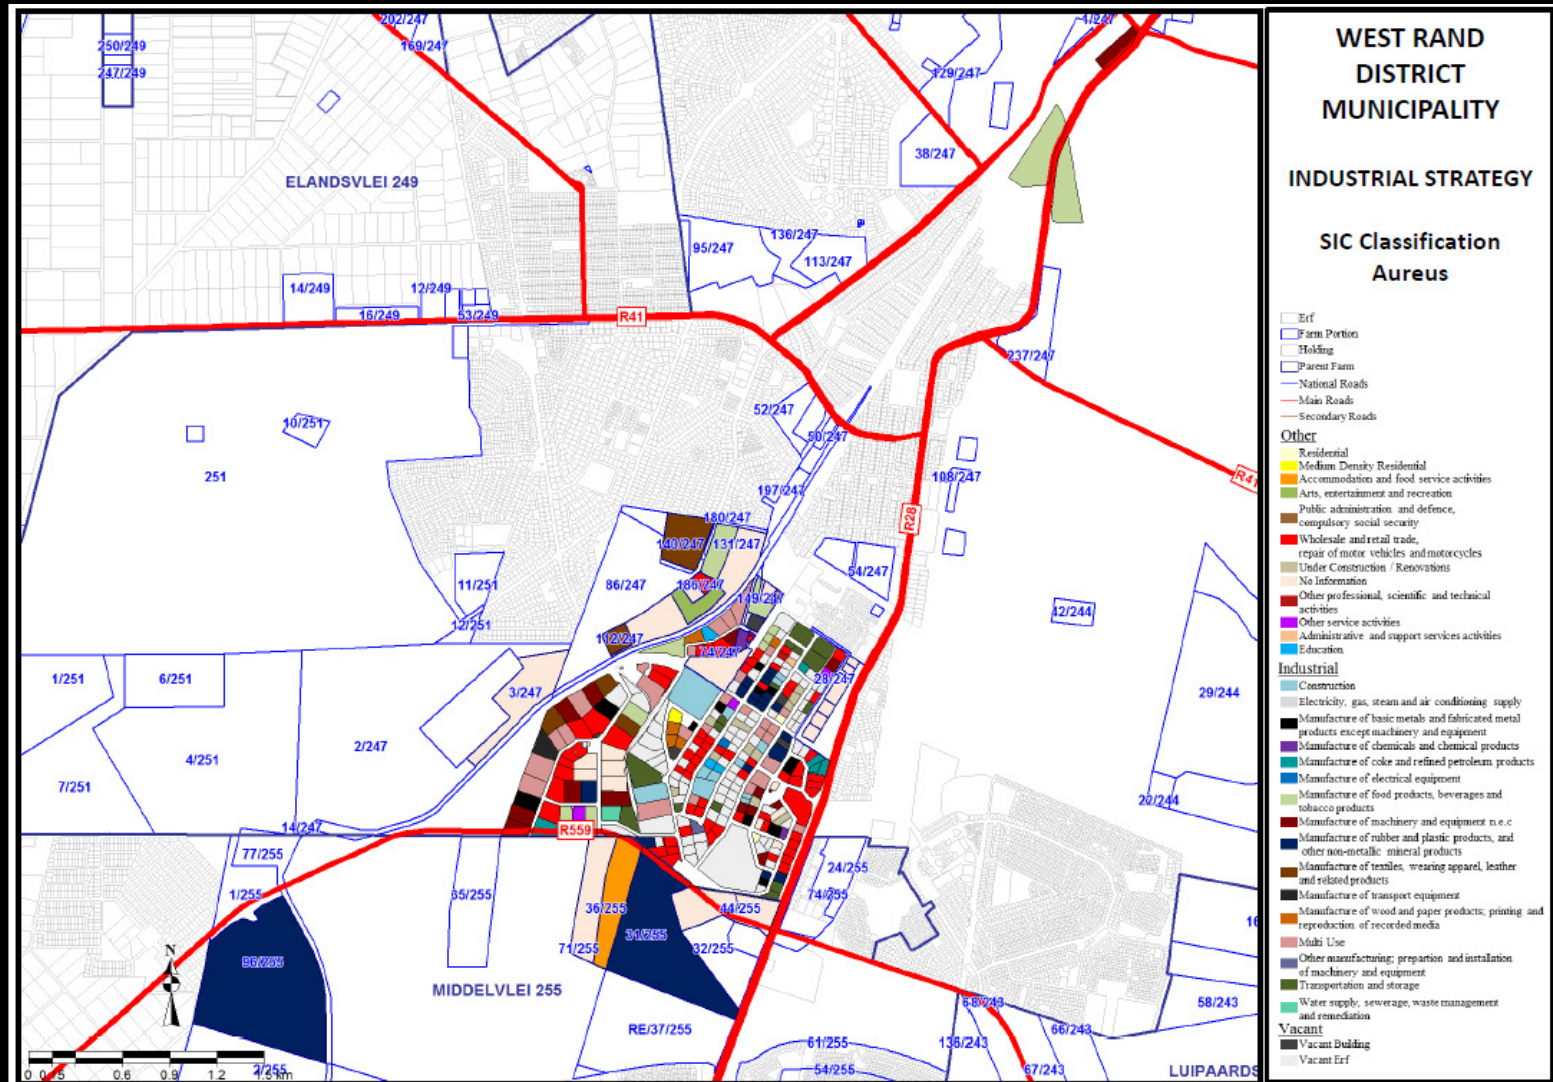 202/247
4/247
250/249
169/247
247/249
129/247
38/247
ELANDSVLEI 249
136/247
95/247
113/247
14/249
12/249
16/249
53/249
R41
237/247
52/247
10/251
50/247
251
108/247
R41
197/247
180/247
R28
140/247
131/247
54/247
11/251
86/247
186/247
149/247
42/244
12/251
112/247
74/247
1/251
6/251
3/247
28/247
29/244
2/247
4/251
7/251
22/244
14/247
R559
77/255
24/255
1/255
35/255
74/255
36/255
44/255
16
31/255
71/255
32/255
N
MIDDELVLEI 255
68/243
58/243
RE/37/255
66/243
61/255
136/243
2/255
54/255
67/243
LUIPAARDS
0 0.15 0.6 0.9 1.2 1.5 km
WEST RAND
DISTRICT
MUNICIPALITY
INDUSTRIAL STRATEGY
SIC Classification
Aureus
Erf
Farm Portion
Holding
Parent Farm
National Roads
Main Roads
Secondary Roads
Other
Residential
Medium Density Residential
Accommodation and food service activities
Arts, entertainment and recreation
Public administration and defence,
compulsory social security
Wholesale and retail trade,
repair of motor vehicles and motorcycles
Under Construction / Renovations
No Information
Other professional, scientific and technical
activities
Other service activities
Administrative and support services activities
Education
Industrial
Construction
Electricity, gas, steam and air conditioning supply
Manufacture of basic metals and fabricated metal
products except machinery and equipment
Manufacture of chemicals and chemical products
Manufacture of coke and refined petroleum products
Manufacture of electrical equipment
Manufacture of food products, beverages and
tobacco products
Manufacture of machinery and equipment n.e.c
Manufacture of rubber and plastic products, and
other non-metallic mineral products
Manufacture of textiles, wearing apparel, leather
and related products
Manufacture of transport equipment
Manufacture of wood and paper products; printing and
reproduction of recorded media
Multi Use
Other manufacturing; prepartion and installation
of machinery and equipment
Transportation and storage
Water supply, sewerage, waste management
and remediation
Vacant
Vacant Building
Vacant Erf